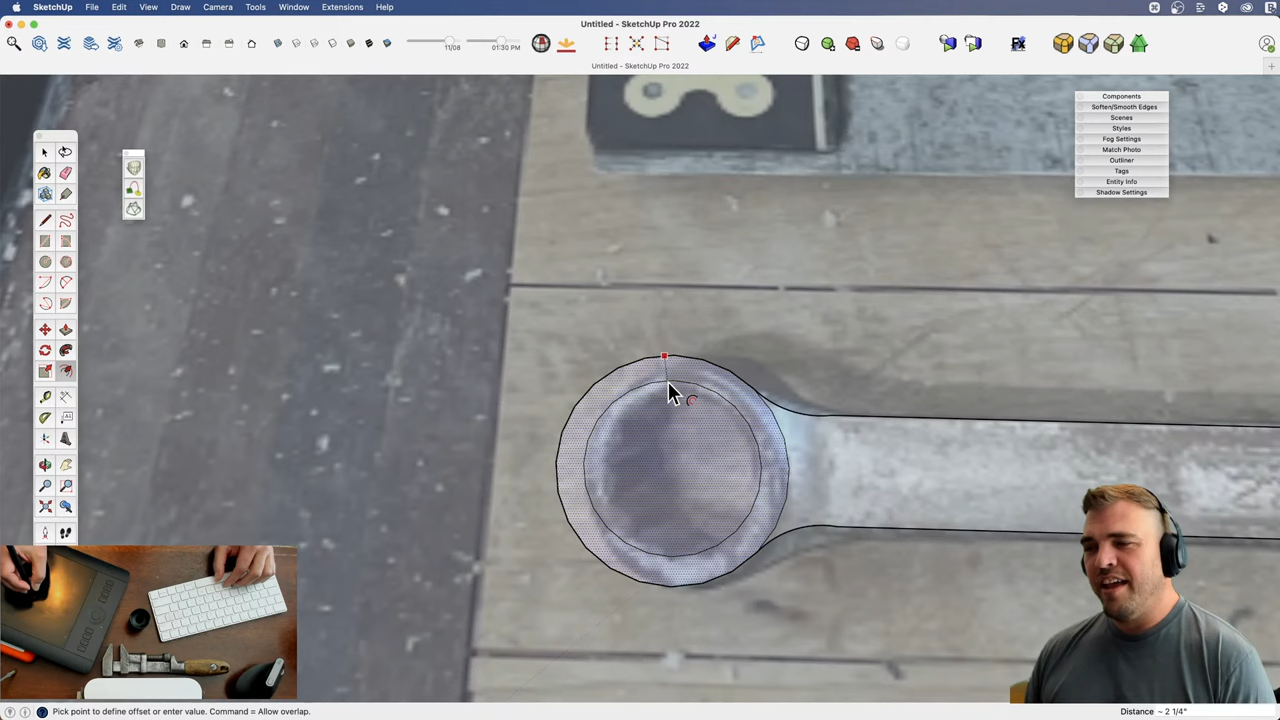 SketchUp File Edit View Draw Camera Tools Window Extensions Help
Untitled - SketchUp Pro 2022
11/08 01:30 PM
Untitled - SketchUp Pro 2022
Components
Soften/Smooth Edges
Scenes
Styles
Fog Settings
Match Photo
Outliner
Tags
Entity Info
Shadow Settings
Pick point to define offset or enter value. Command = Allow overlap.
Distance ~ 2 1/4"